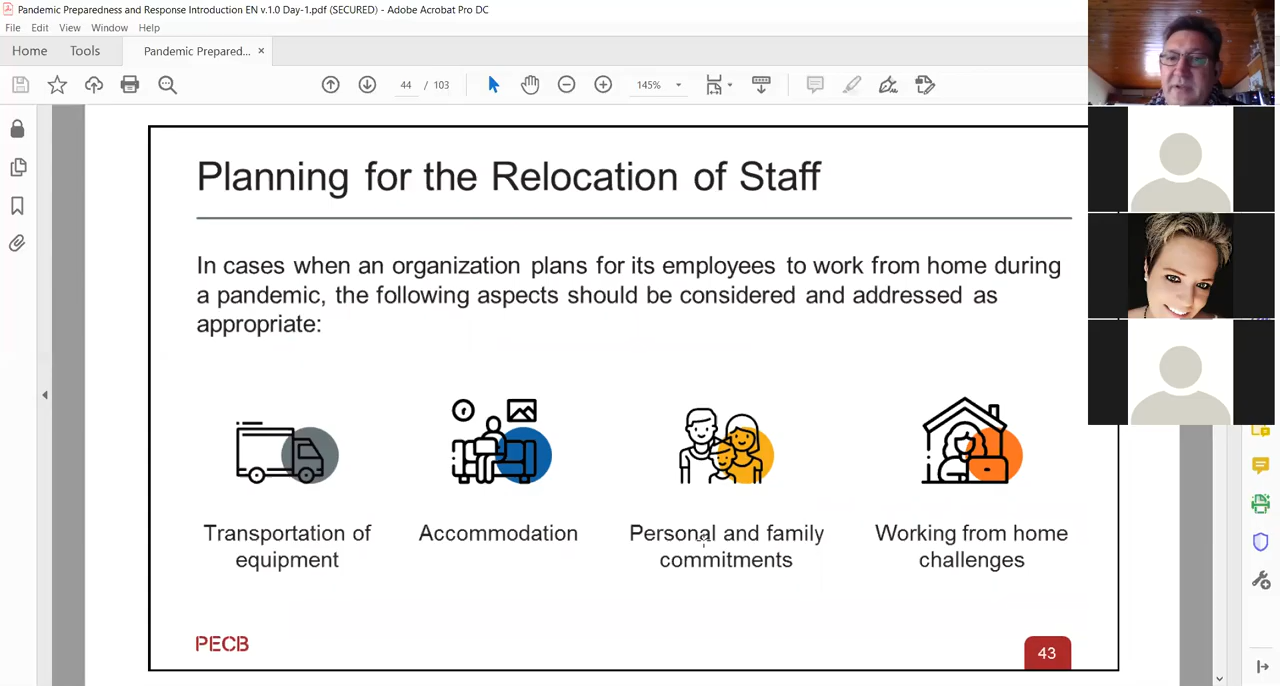 Pandemic Preparedness and Response Introduction EN v.1.0 Day-1.pdf (SECURED) - Adobe Acrobat Pro DC
File Edit View Window Help
Home Tools Pandemic Prepared... ×
44 / 103 145%
Planning for the Relocation of Staff
In cases when an organization plans for its employees to work from home during
a pandemic, the following aspects should be considered and addressed as
appropriate:
Transportation of
equipment
Accommodation
Personal and family
commitments
Working from home
challenges
PECB
43